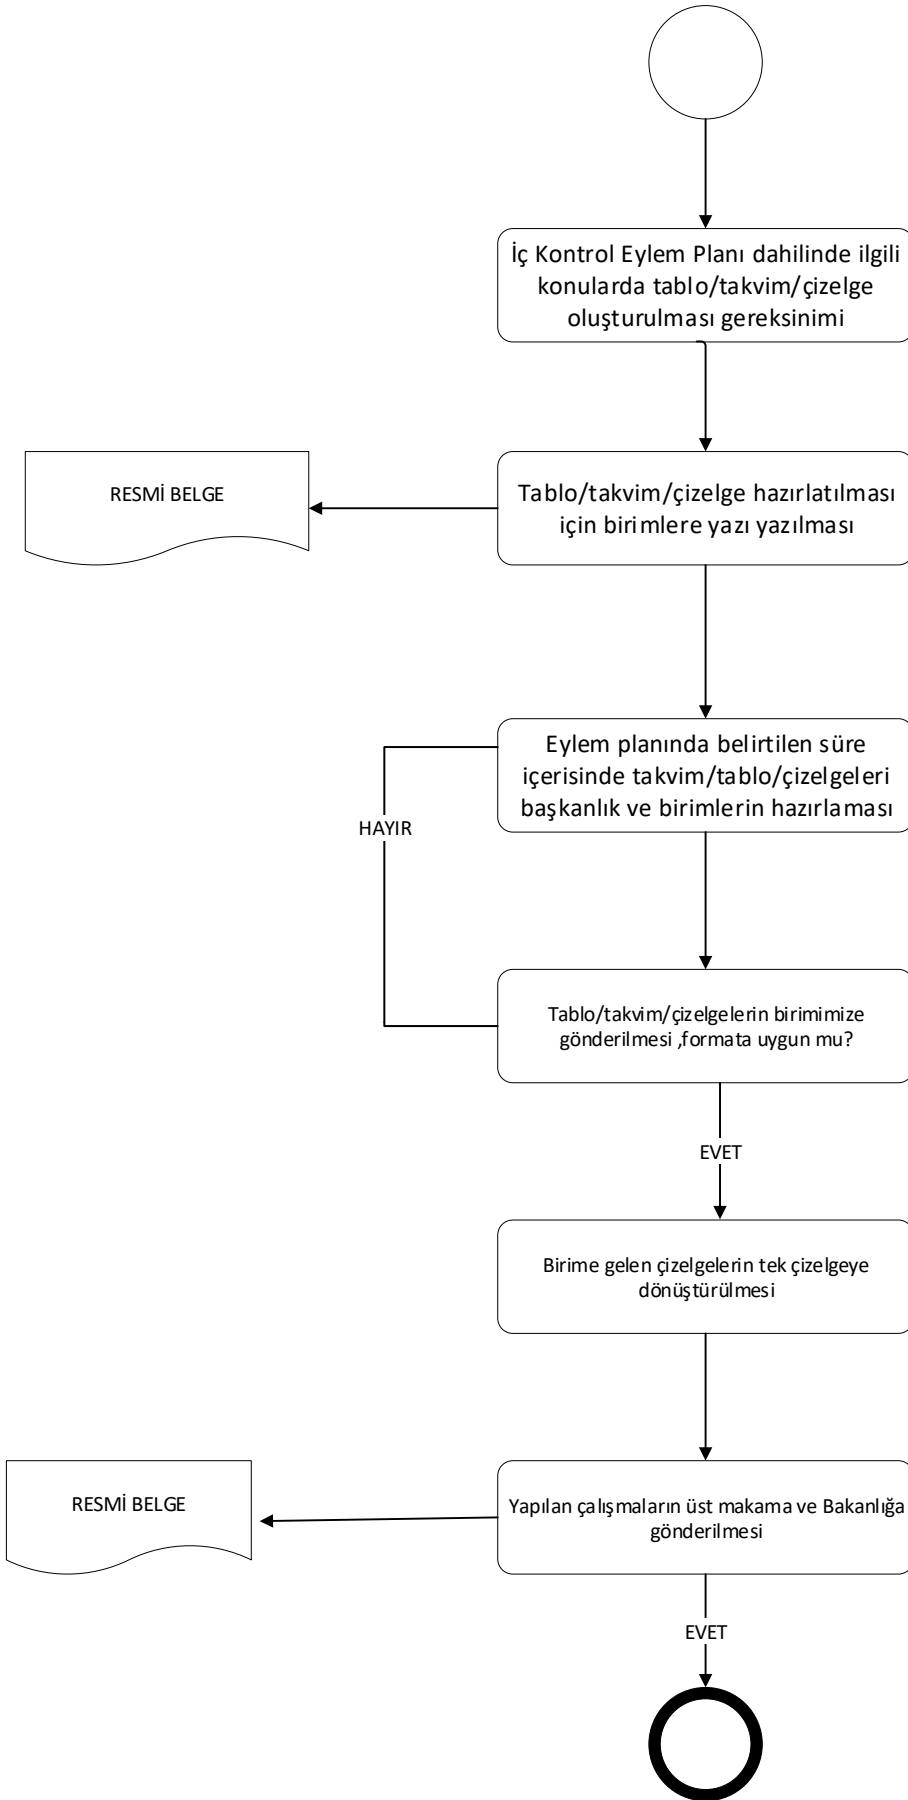 İç Kontrol Eylem Planı dahilinde ilgili
konularda tablo/takvim/çizelge
oluşturulması gereksinimi
RESMİ BELGE
Tablo/takvim/çizelge hazırlatılması
için birimlere yazı yazılması
Eylem planında belirtilen süre
içerisinde takvim/tablo/çizelgeleri
başkanlık ve birimlerin hazırlaması
HAYIR
Tablo/takvim/çizelgelerin birimimize
gönderilmesi ,formata uygun mu?
EVET
Birime gelen çizelgelerin tek çizelgeye
dönüştürülmesi
RESMİ BELGE
Yapılan çalışmaların üst makama ve Bakanlığa
gönderilmesi
EVET